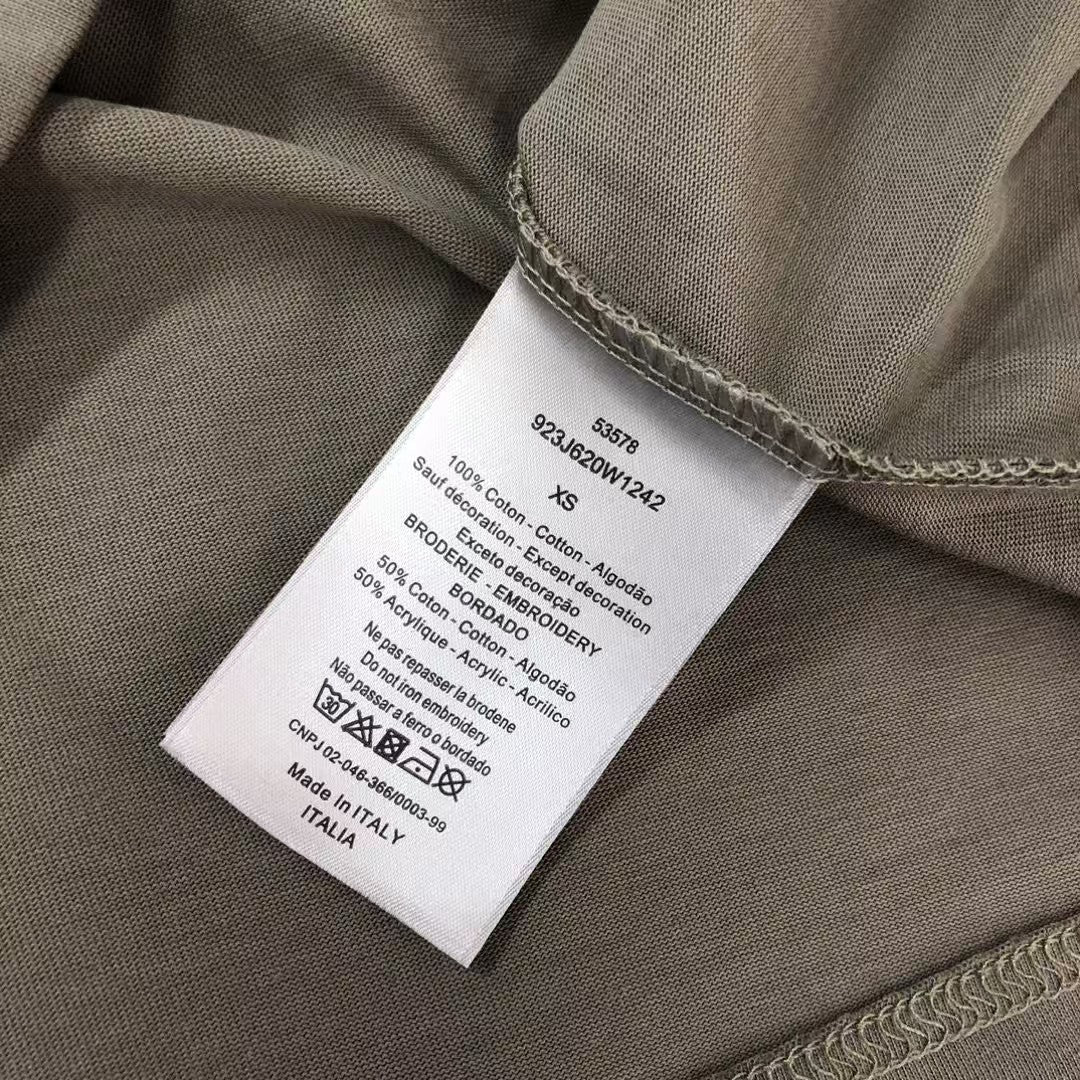 53578
923J620W1242
XS
100% Coton - Cotton - Algodão
Sauf décoration - Except decoration
Exceto decoração
BRODERIE - EMBROIDERY
BORDADO
50% Coton - Cotton - Algodão
50% Acrylique - Acrylic - Acrilico
Ne pas repasser la brodene
Do not iron embroidery
Não passar a ferro o bordado
30
CNPJ 02-046-366/0003-99
Made In ITALY
ITALIA